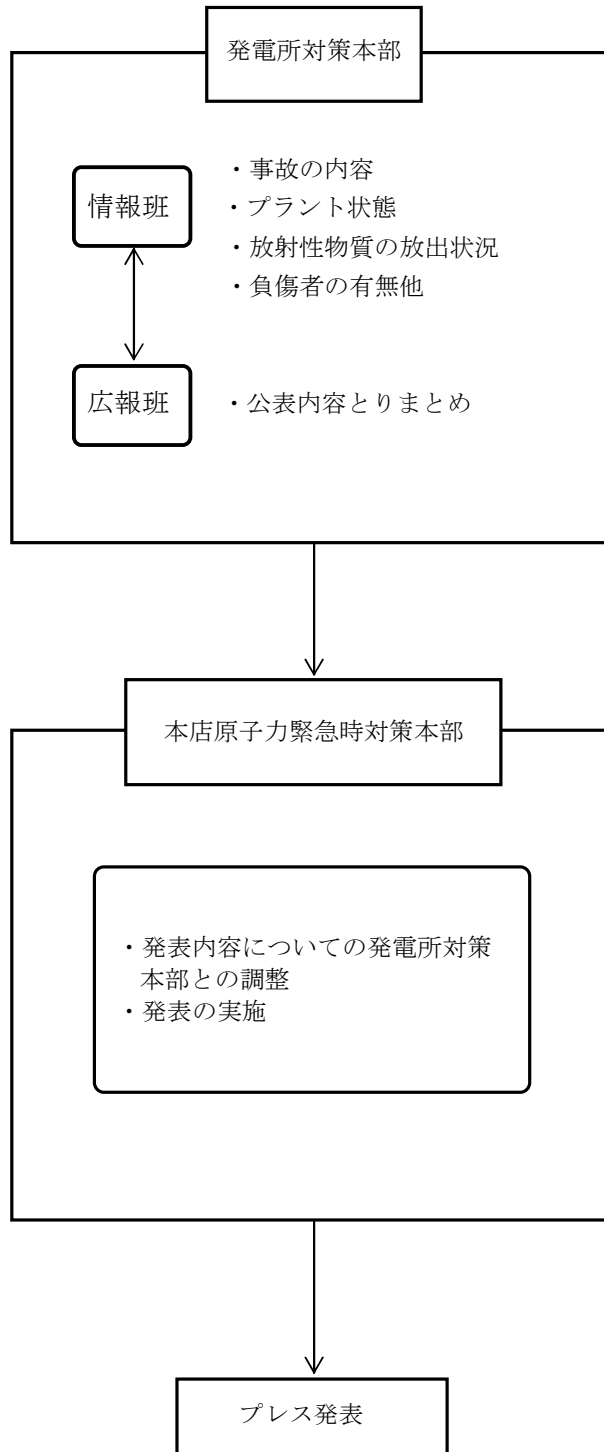 発電所対策本部
情報班
・事故の内容
・プラント状態
・放射性物質の放出状況
・負傷者の有無他
広報班
・公表内容とりまとめ
本店原子力緊急時対策本部
・発表内容についての発電所対策
本部との調整
・発表の実施
プレス発表